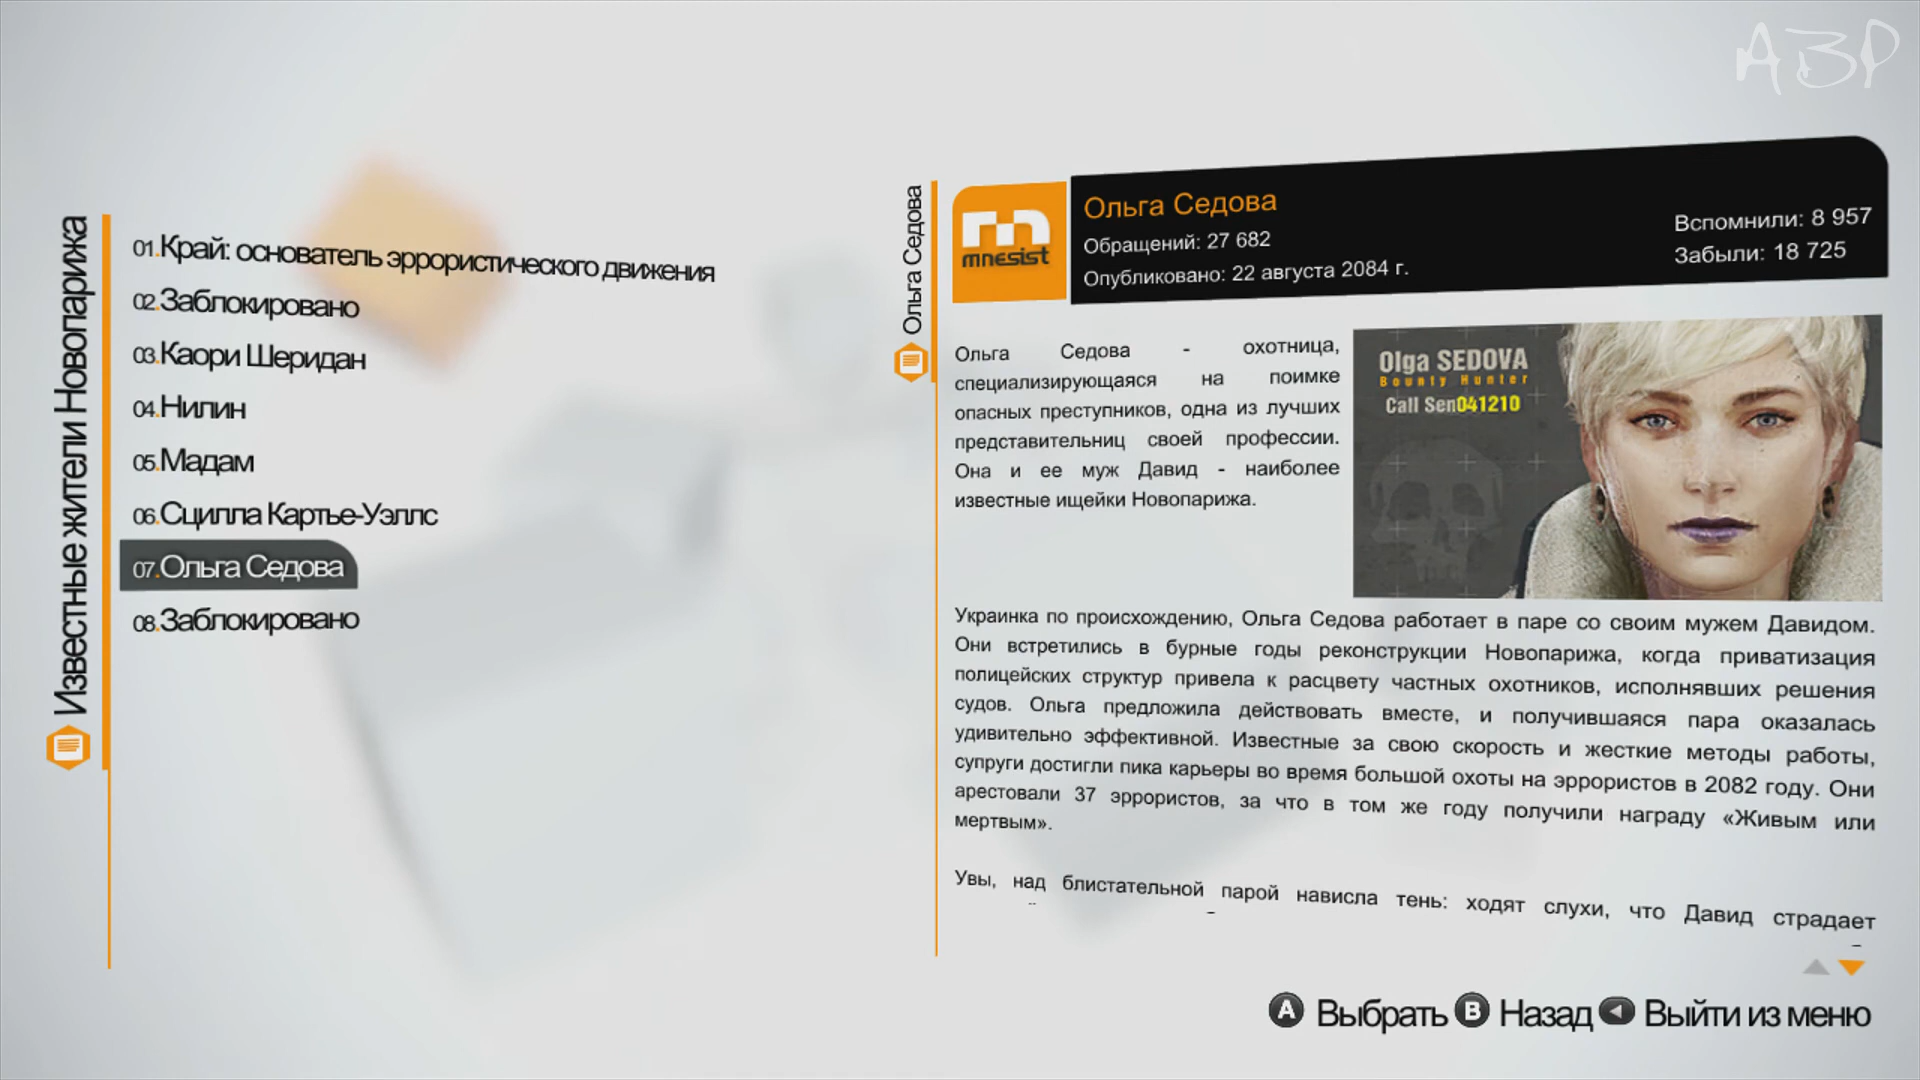 АЗР
Известные жители Новопарижа
01.Край: основатель эррористического движения
02.Заблокировано
03.Каори Шеридан
04.Нилин
05.Мадам
06.Сцилла Картье-Уэллс
07.Ольга Седова
08.Заблокировано
Ольга Седова
mnesist
Ольга Седова
Обращений: 27 682
Опубликовано: 22 августа 2084 г.
Вспомнили: 8 957
Забыли: 18 725
Ольга Седова - охотница,
специализирующаяся на поимке
опасных преступников, одна из лучших
представительниц своей профессии.
Она и ее муж Давид - наиболее
известные ищейки Новопарижа.
Olga SEDOVA
Bounty Hunter
Call Sen041210
Украинка по происхождению, Ольга Седова работает в паре со своим мужем Давидом.
Они встретились в бурные годы реконструкции Новопарижа, когда приватизация
полицейских структур привела к расцвету частных охотников, исполнявших решения
судов. Ольга предложила действовать вместе, и получившаяся пара оказалась
удивительно эффективной. Известные за свою скорость и жесткие методы работы,
супруги достигли пика карьеры во время большой охоты на эррористов в 2082 году. Они
арестовали 37 эррористов, за что в том же году получили награду «Живым или
мертвым».
Увы, над блистательной парой нависла тень: ходят слухи, что Давид страдает
A Выбрать B Назад Выйти из меню